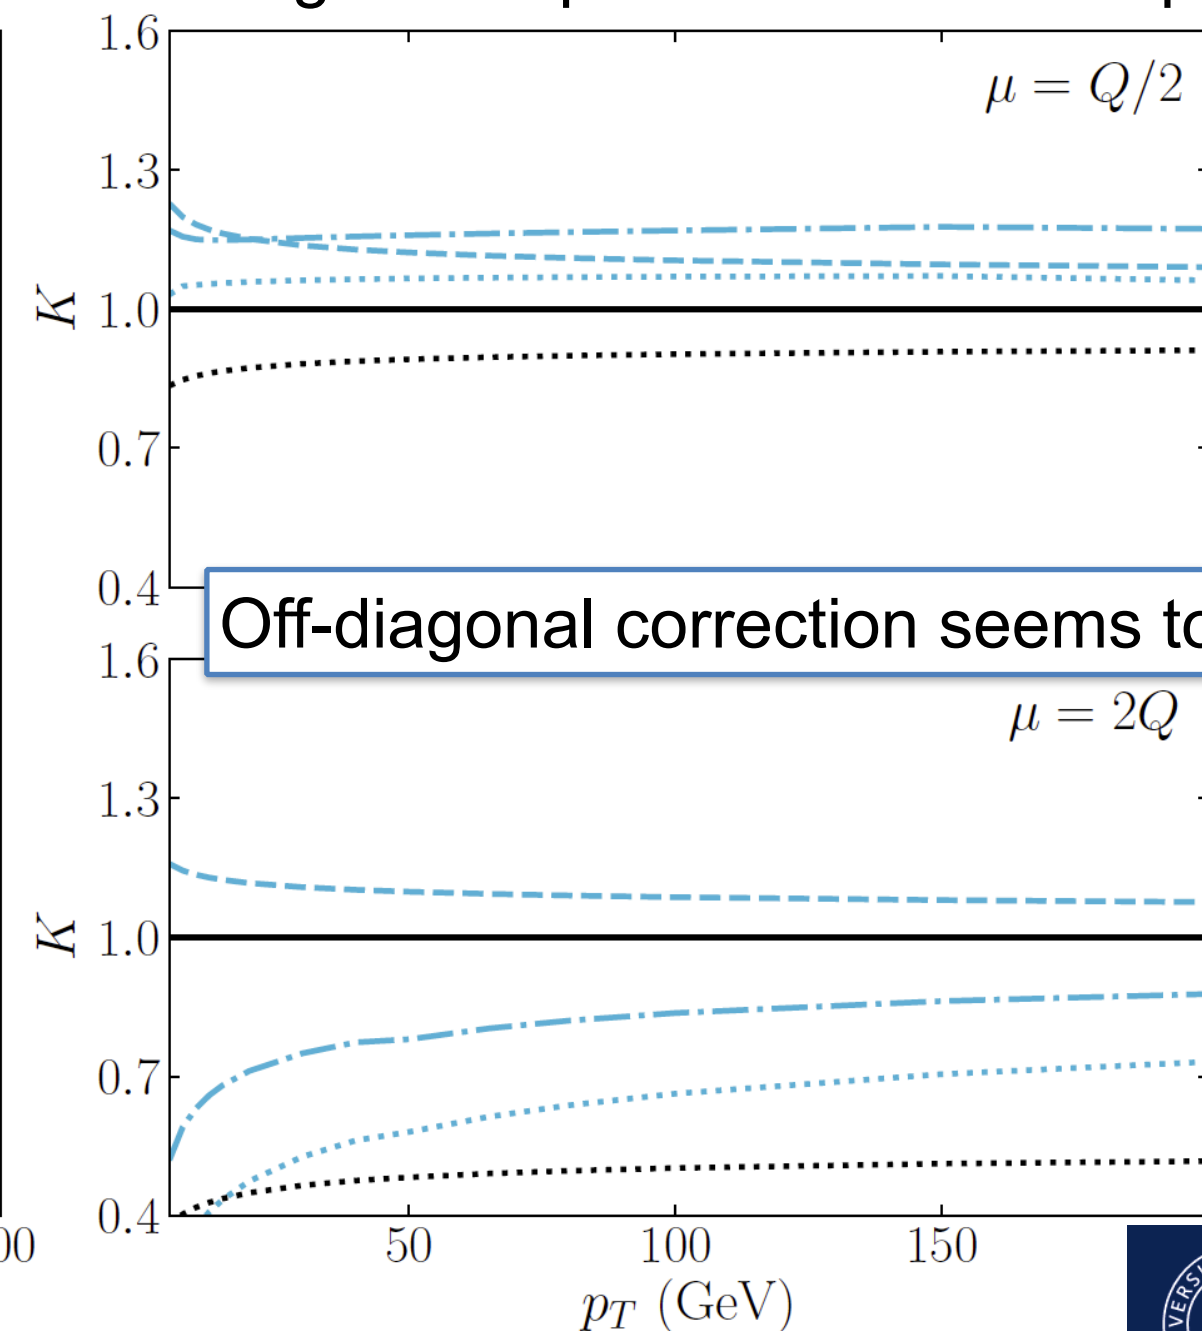 1.6
μ = Q/2
1.3
K
1.0
0.7
0.4
Off-diagonal correction seems to
1.6
μ = 2Q
1.3
K
1.0
0.7
0.4
00
50
100
150
p_T (GeV)
VERSI